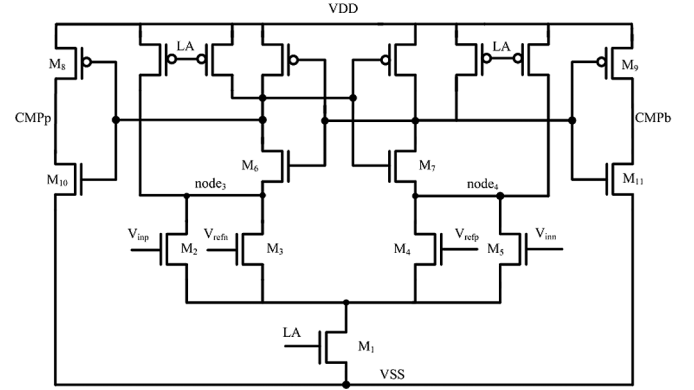 VDD
LA LA
M8 M9
CMPp CMPb
M6 M7
M10 M11
node3 node4
Vinp Vrefn Vrefp Vinn
M2 M3 M4 M5
LA
M1
VSS